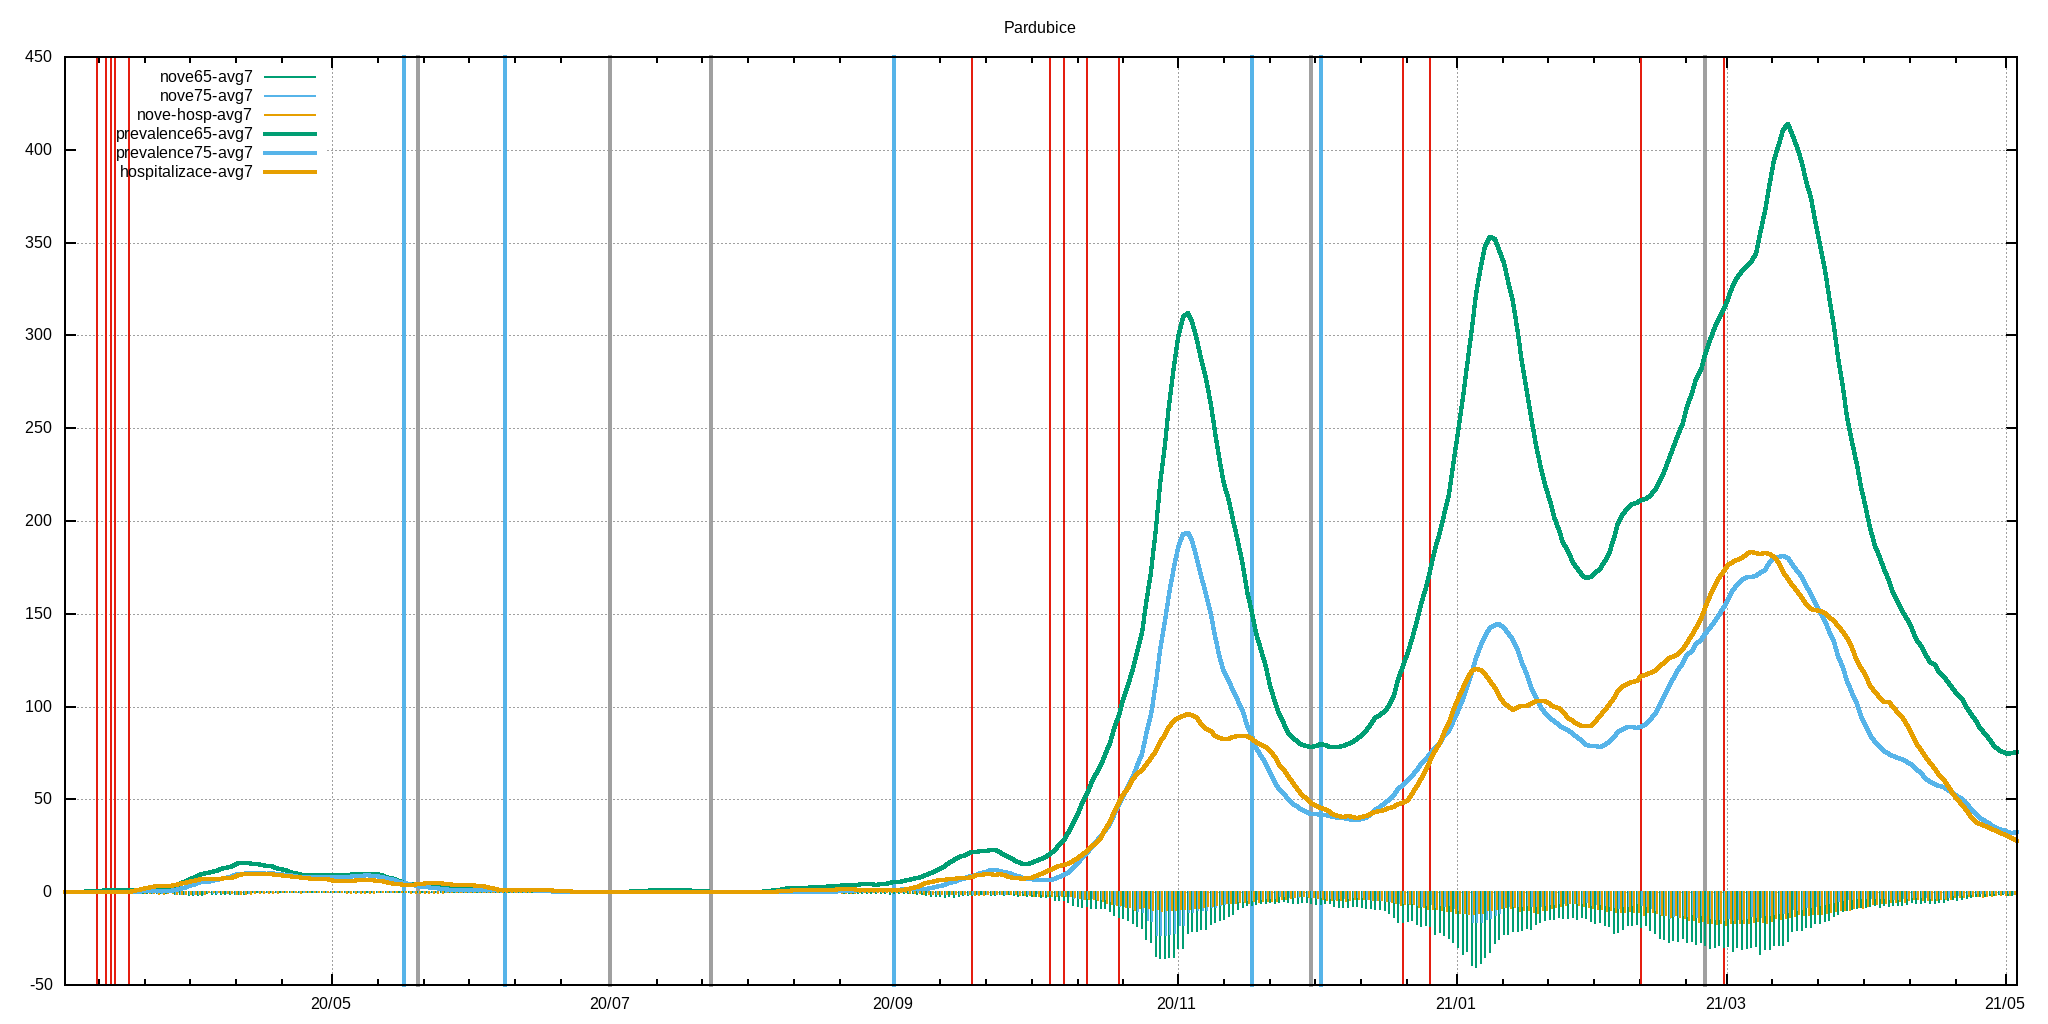 Pardubice
450
400
350
300
250
200
150
100
50
0
-50
nove65-avg7
nove75-avg7
nove-hosp-avg7
prevalence65-avg7
prevalence75-avg7
hospitalizace-avg7
20/05 20/07 20/09 20/11 21/01 21/03 21/05